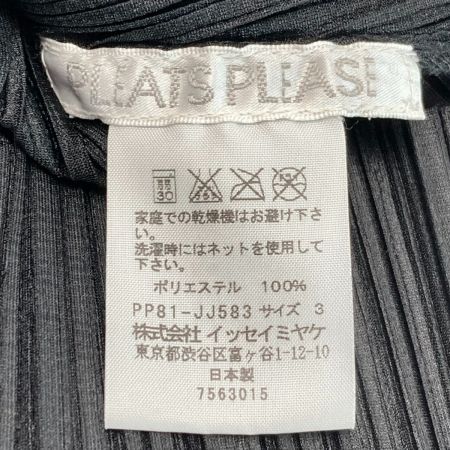 PLEATS PLEASE
30
家庭での乾燥機はお避け下さ
い。
洗濯時にはネットを使用して
下さい。
ポリエステル 100%
PP81-JJ583 サイズ 3
株式会社 イッセイミヤケ
東京都渋谷区富ヶ谷1-12-10
日本製
7563015